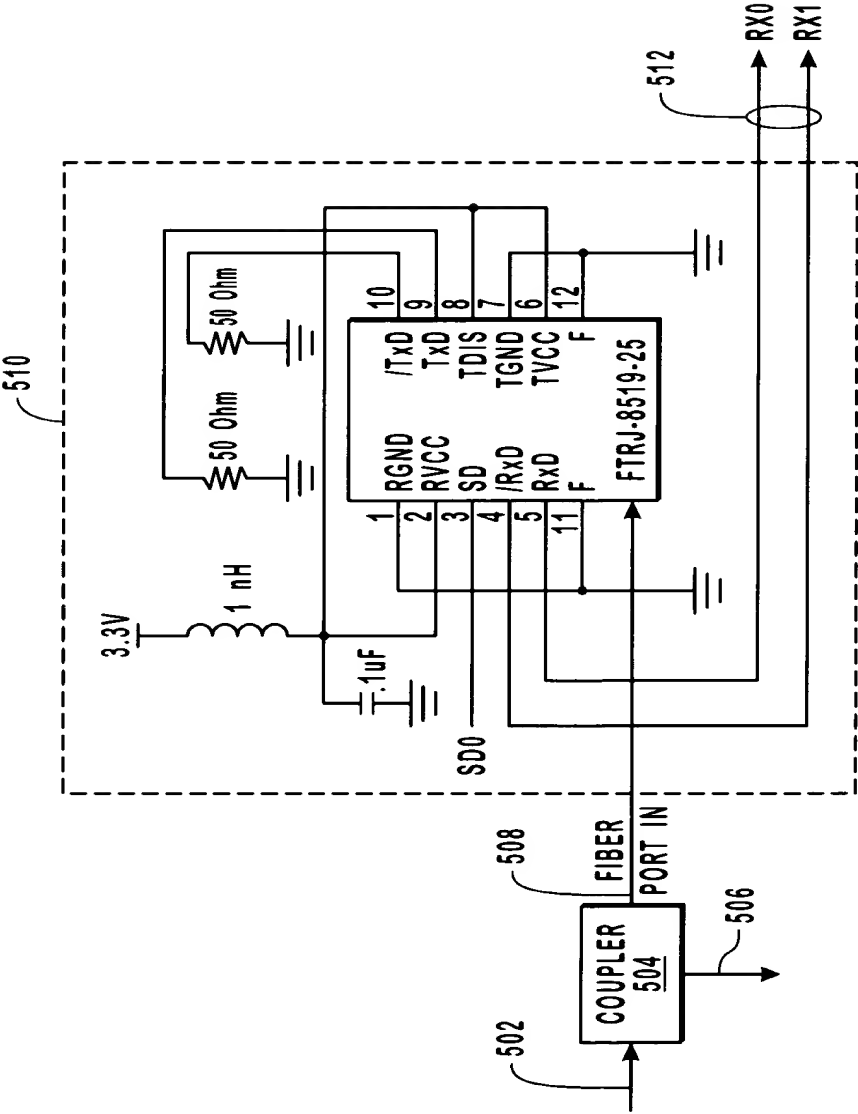 510
3.3V
1 nH
.1uF
50 Ohm
50 Ohm
SD0
1 RGND
2 RVCC
3 SD
4 /RxD
5 RxD
11 F
/TxD 10
TxD 9
TDIS 8
TGND 7
TVCC 6
F 12
FTRJ-8519-25
512
RX0
RX1
502
COUPLER
504
506
508
FIBER
PORT IN